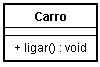 Carro
+ ligar() : void